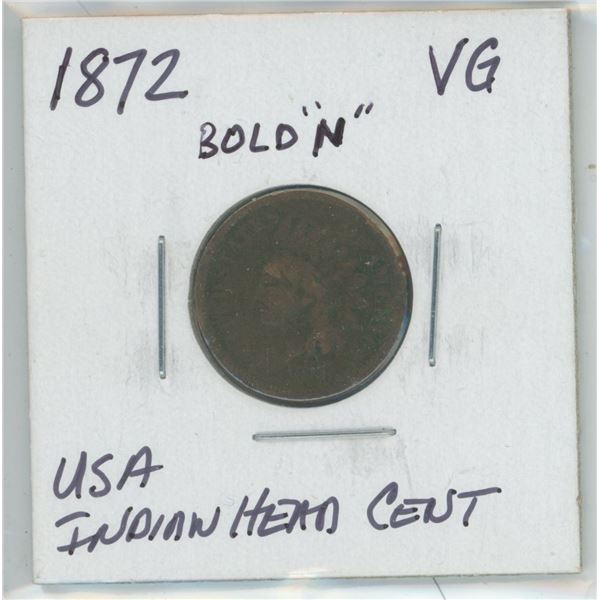 1872 VG
BOLD "N"
USA
INDIAN HEAD CENT